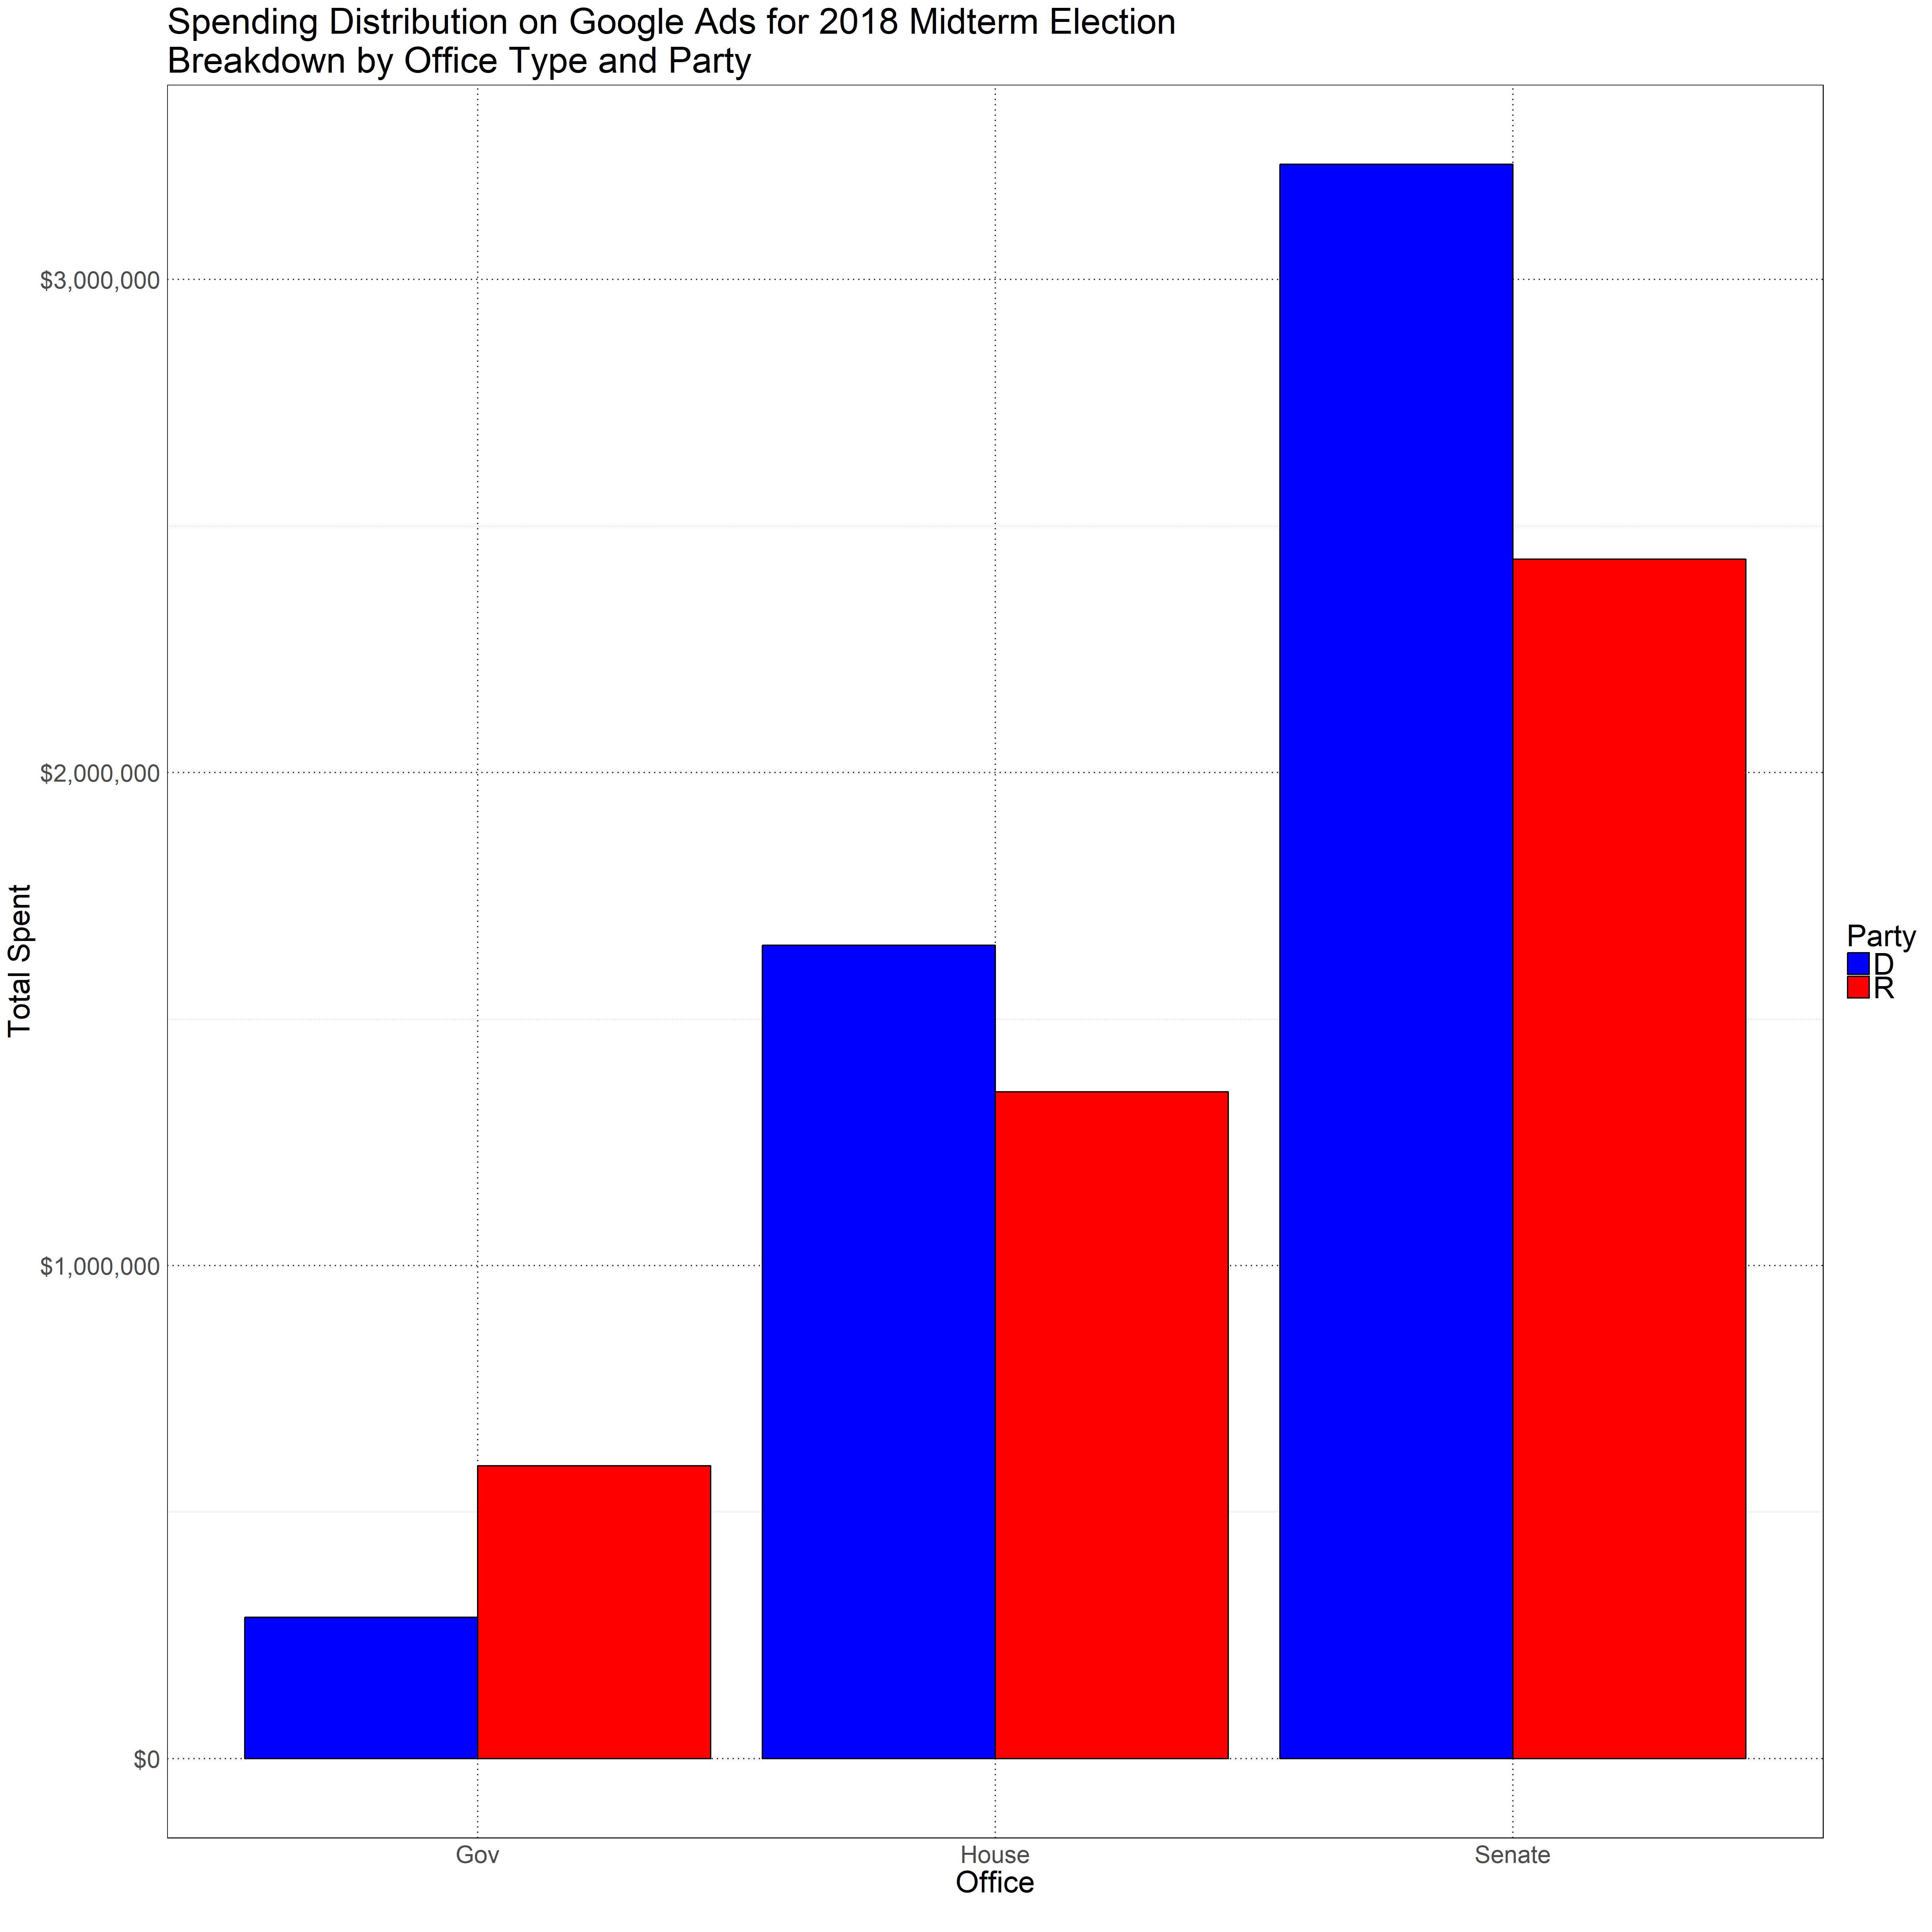 Spending Distribution on Google Ads for 2018 Midterm Election
Breakdown by Office Type and Party
$3,000,000
$2,000,000
$1,000,000
$0
Total Spent
Gov
House
Senate
Office
Party
D
R